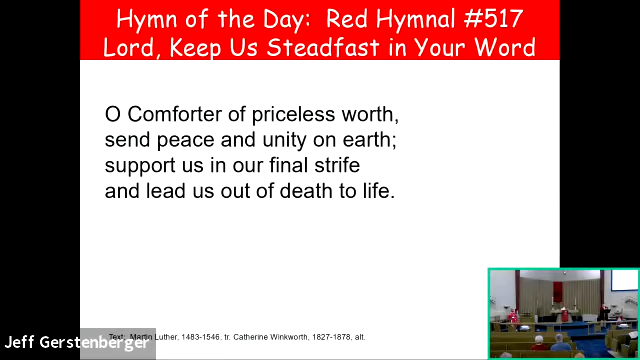 Hymn of the Day: Red Hymnal #517
Lord, Keep Us Steadfast in Your Word
O Comforter of priceless worth,
send peace and unity on earth;
support us in our final strife
and lead us out of death to life.
Text: Martin Luther, 1483-1546; tr. Catherine Winkworth, 1827-1878, alt.
Jeff Gerstenberger